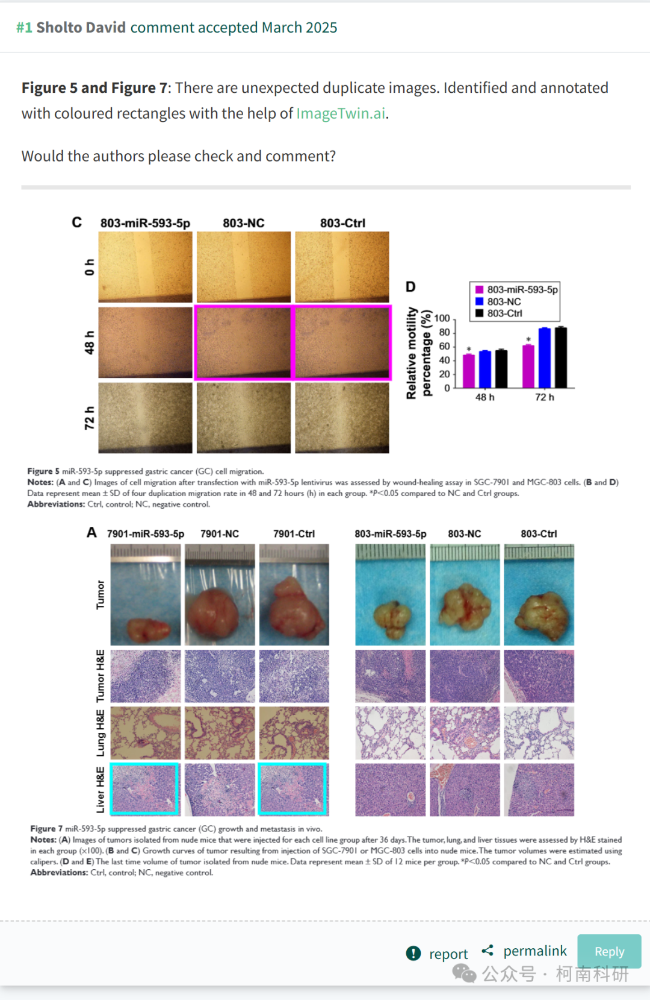 #1 Sholto David comment accepted March 2025
Figure 5 and Figure 7: There are unexpected duplicate images. Identified and annotated
with coloured rectangles with the help of ImageTwin.ai.
Would the authors please check and comment?
C 803-miR-593-5p 803-NC 803-Ctrl
0 h
48 h
72 h
D
803-miR-593-5p
803-NC
803-Ctrl
Relative motility
percentage (%)
100
80
60
40
20
0
*
*
48 h 72 h
Figure 5 miR-593-5p suppressed gastric cancer (GC) cell migration.
Notes: (A and C) Images of cell migration after transfection with miR-593-5p lentivirus was assessed by wound-healing assay in SGC-7901 and MGC-803 cells. (B and D)
Data represent mean ± SD of four duplication migration rate in 48 and 72 hours (h) in each group. *P<0.05 compared to NC and Ctrl groups.
Abbreviations: Ctrl, control; NC, negative control.
A 7901-miR-593-5p 7901-NC 7901-Ctrl 803-miR-593-5p 803-NC 803-Ctrl
Tumor
Tumor H&E
Lung H&E
Liver H&E
Figure 7 miR-593-5p suppressed gastric cancer (GC) growth and metastasis in vivo.
Notes: (A) Images of tumors isolated from nude mice that were injected for each cell line group after 36 days. The tumor, lung, and liver tissues were assessed by H&E stained
in each group (×100). (B and C) Growth curves of tumor resulting from injection of SGC-7901 or MGC-803 cells into nude mice. The tumor volumes were estimated using
calipers. (D and E) The last time volume of tumor isolated from nude mice. Data represent mean ± SD of 12 mice per group. *P<0.05 compared to NC and Ctrl groups.
Abbreviations: Ctrl, control; NC, negative control.
report permalink Reply
公众号 · 柯南科研